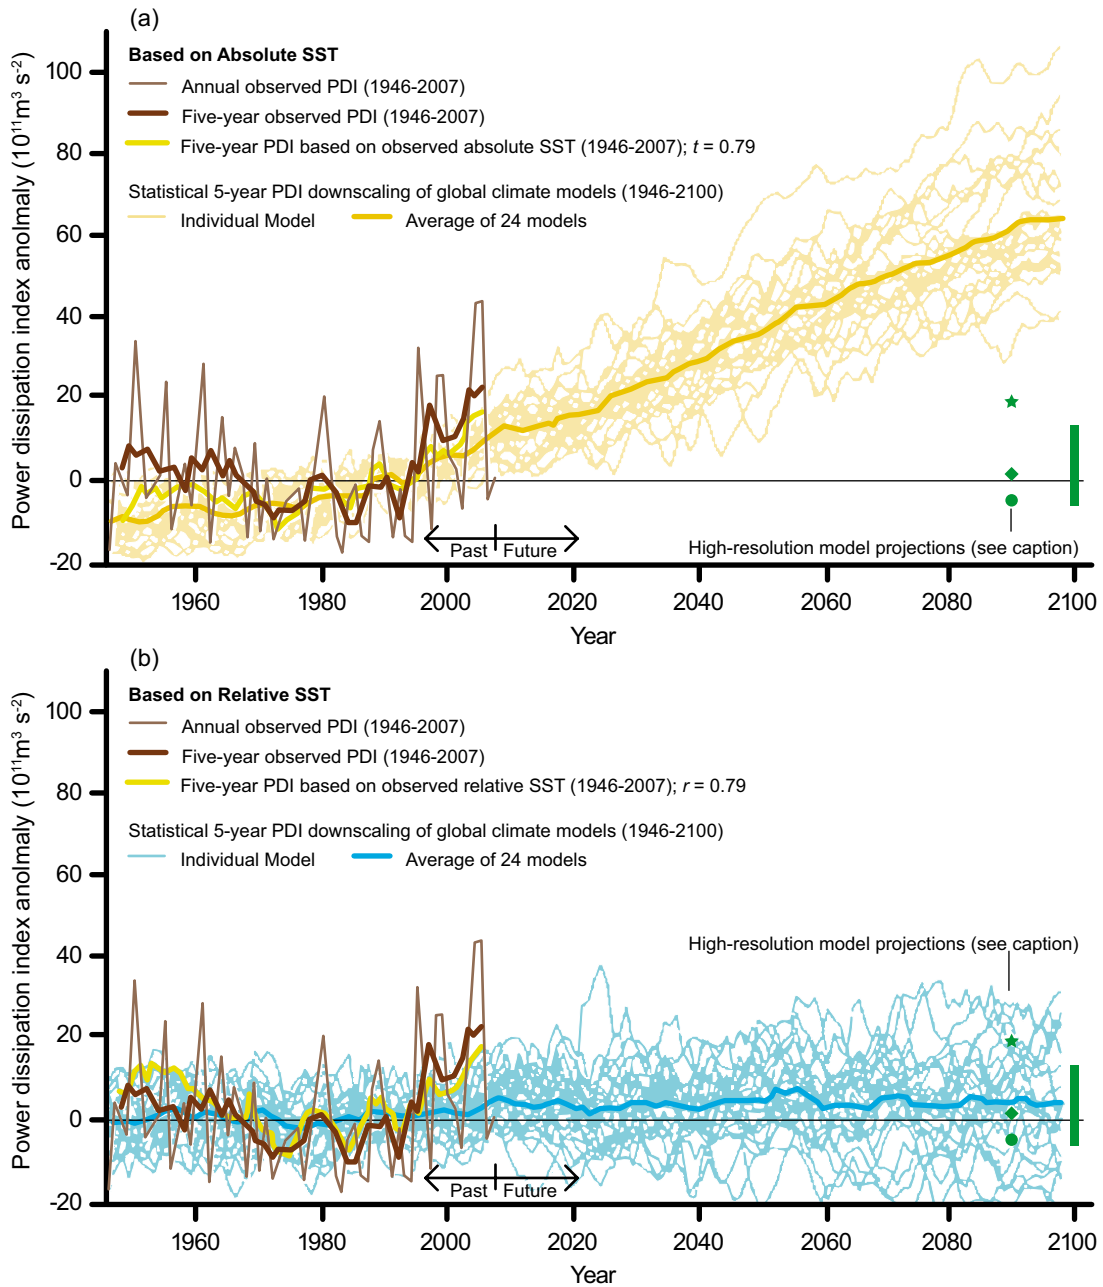 (a)
Based on Absolute SST
Annual observed PDI (1946-2007)
Five-year observed PDI (1946-2007)
Five-year PDI based on observed absolute SST (1946-2007); t = 0.79
Statistical 5-year PDI downscaling of global climate models (1946-2100)
Individual Model Average of 24 models
Power dissipation index anolmaly (10¹¹m³ s⁻²)
100
80
60
40
20
0
-20
Past Future
High-resolution model projections (see caption)
1960 1980 2000 2020 2040 2060 2080 2100
Year
(b)
Based on Relative SST
Annual observed PDI (1946-2007)
Five-year observed PDI (1946-2007)
Five-year PDI based on observed relative SST (1946-2007); r = 0.79
Statistical 5-year PDI downscaling of global climate models (1946-2100)
Individual Model Average of 24 models
Power dissipation index anolmaly (10¹¹m³ s⁻²)
100
80
60
40
20
0
-20
High-resolution model projections (see caption)
Past Future
1960 1980 2000 2020 2040 2060 2080 2100
Year